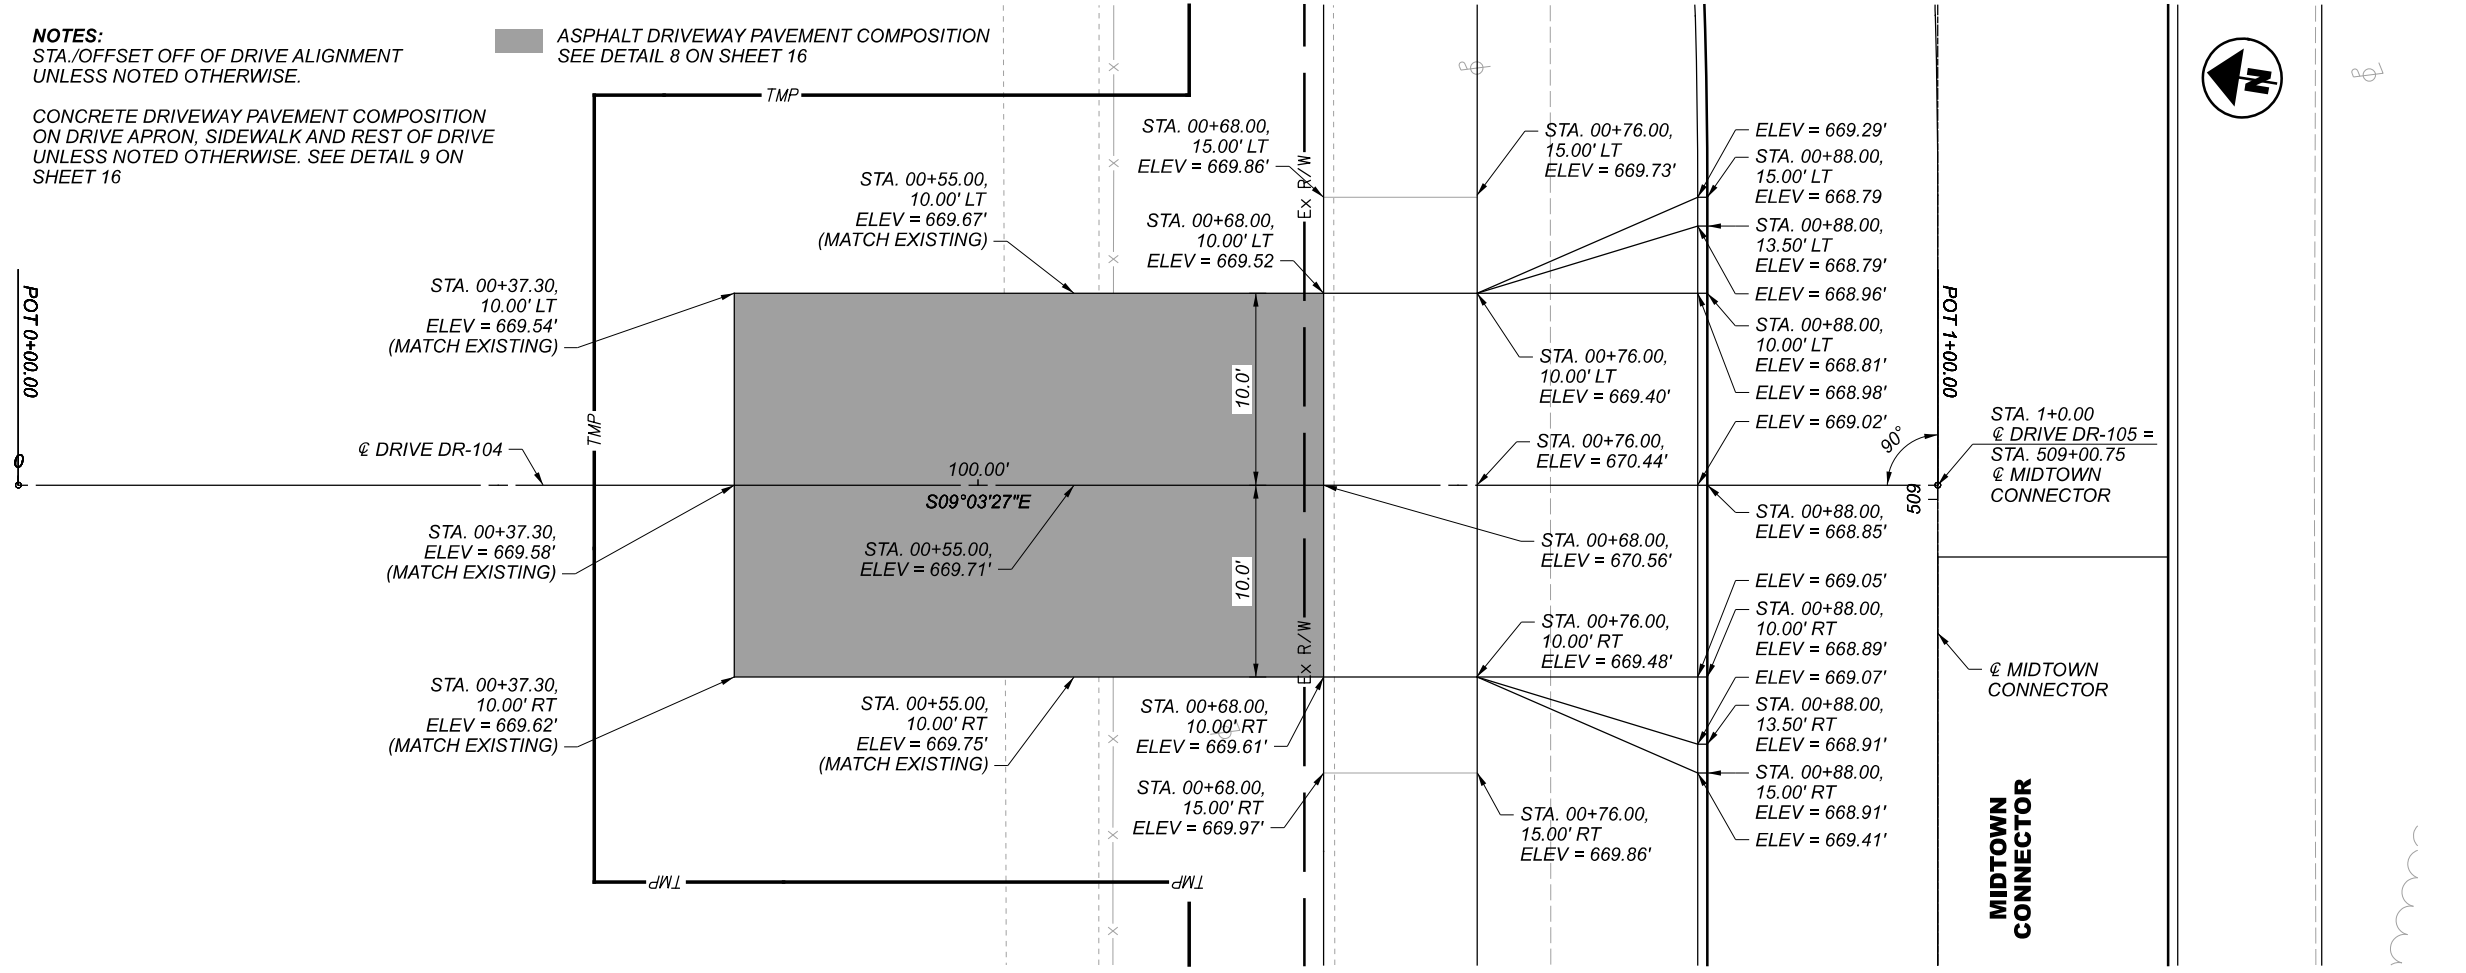 NOTES:
STA./OFFSET OFF OF DRIVE ALIGNMENT
UNLESS NOTED OTHERWISE.
CONCRETE DRIVEWAY PAVEMENT COMPOSITION
ON DRIVE APRON, SIDEWALK AND REST OF DRIVE
UNLESS NOTED OTHERWISE. SEE DETAIL 9 ON
SHEET 16
ASPHALT DRIVEWAY PAVEMENT COMPOSITION
SEE DETAIL 8 ON SHEET 16
TMP
POT 0+00.00
0
STA. 00+37.30,
10.00' LT
ELEV = 669.54'
(MATCH EXISTING)
℄ DRIVE DR-104
STA. 00+37.30,
ELEV = 669.58'
(MATCH EXISTING)
STA. 00+37.30,
10.00' RT
ELEV = 669.62'
(MATCH EXISTING)
TMP
TMP
TMP
STA. 00+55.00,
10.00' LT
ELEV = 669.67'
(MATCH EXISTING)
100.00'
S09°03'27"E
STA. 00+55.00,
ELEV = 669.71'
STA. 00+55.00,
10.00' RT
ELEV = 669.75'
(MATCH EXISTING)
X
X
X
X
X
X
STA. 00+68.00,
15.00' LT
ELEV = 669.86'
STA. 00+68.00,
10.00' LT
ELEV = 669.52
10.0'
10.0'
Ex R/W
Ex R/W
STA. 00+68.00,
10.00' RT
ELEV = 669.61'
STA. 00+68.00,
15.00' RT
ELEV = 669.97'
STA. 00+76.00,
15.00' LT
ELEV = 669.73'
STA. 00+76.00,
10.00' LT
ELEV = 669.40'
STA. 00+76.00,
ELEV = 670.44'
STA. 00+68.00,
ELEV = 670.56'
STA. 00+76.00,
10.00' RT
ELEV = 669.48'
STA. 00+76.00,
15.00' RT
ELEV = 669.86'
ELEV = 669.29'
STA. 00+88.00,
15.00' LT
ELEV = 668.79
STA. 00+88.00,
13.50' LT
ELEV = 668.79'
ELEV = 668.96'
STA. 00+88.00,
10.00' LT
ELEV = 668.81'
ELEV = 668.98'
ELEV = 669.02'
STA. 00+88.00,
ELEV = 668.85'
ELEV = 669.05'
STA. 00+88.00,
10.00' RT
ELEV = 668.89'
ELEV = 669.07'
STA. 00+88.00,
13.50' RT
ELEV = 668.91'
STA. 00+88.00,
15.00' RT
ELEV = 668.91'
ELEV = 669.41'
POT 1+00.00
90°
509
STA. 1+0.00
℄ DRIVE DR-105 =
STA. 509+00.75
℄ MIDTOWN
CONNECTOR
℄ MIDTOWN
CONNECTOR
MIDTOWN
CONNECTOR
N